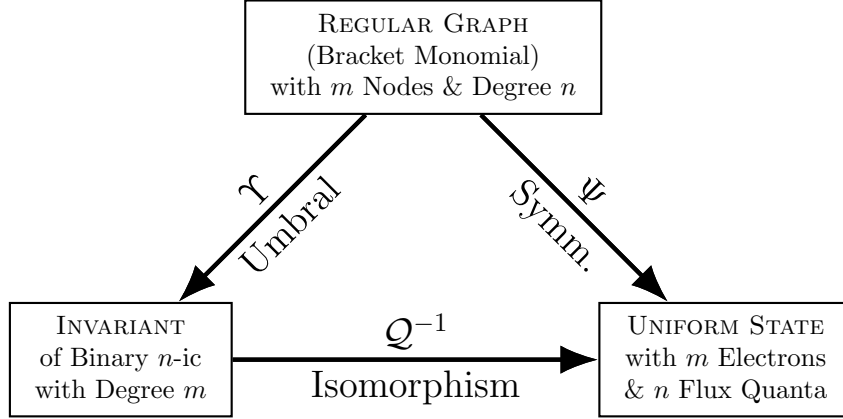 REGULAR GRAPH
(Bracket Monomial)
with m Nodes & Degree n
ϒ
Umbral
Ψ
Symm.
INVARIANT
of Binary n-ic
with Degree m
𝒬⁻¹
Isomorphism
UNIFORM STATE
with m Electrons
& n Flux Quanta